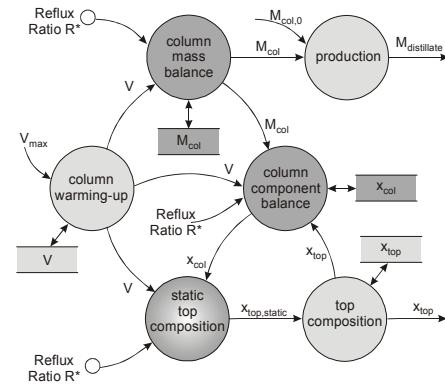 Reflux
Ratio R*
column
mass
balance
M_col,0
M_col
production
M_distillate
V
M_col
M_col
V_max
column
warming-up
V
column
component
balance
x_col
Reflux
Ratio R*
V
x_col
x_top
x_top
V
static
top
composition
x_top,static
top
composition
x_top
Reflux
Ratio R*